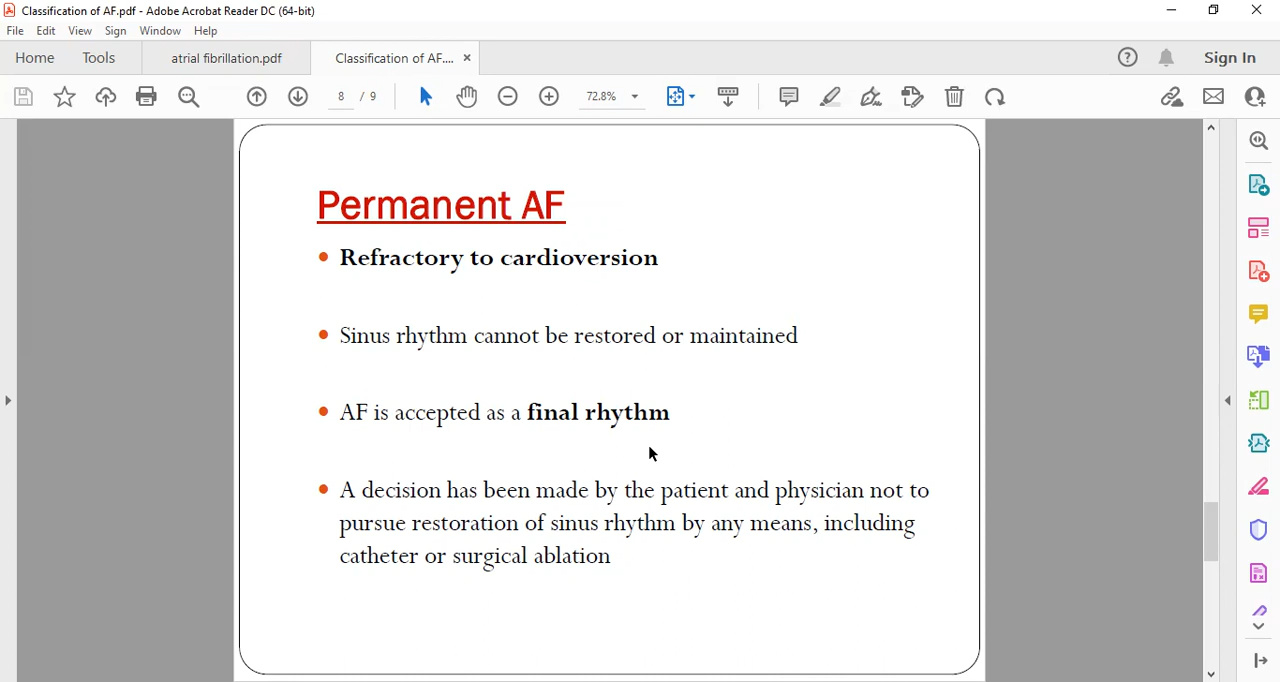 Classification of AF.pdf - Adobe Acrobat Reader DC (64-bit)
File Edit View Sign Window Help
Home Tools atrial fibrillation.pdf Classification of AF.... × Sign In
8 / 9 72.8%
Permanent AF
• Refractory to cardioversion
• Sinus rhythm cannot be restored or maintained
• AF is accepted as a final rhythm
• A decision has been made by the patient and physician not to
pursue restoration of sinus rhythm by any means, including
catheter or surgical ablation